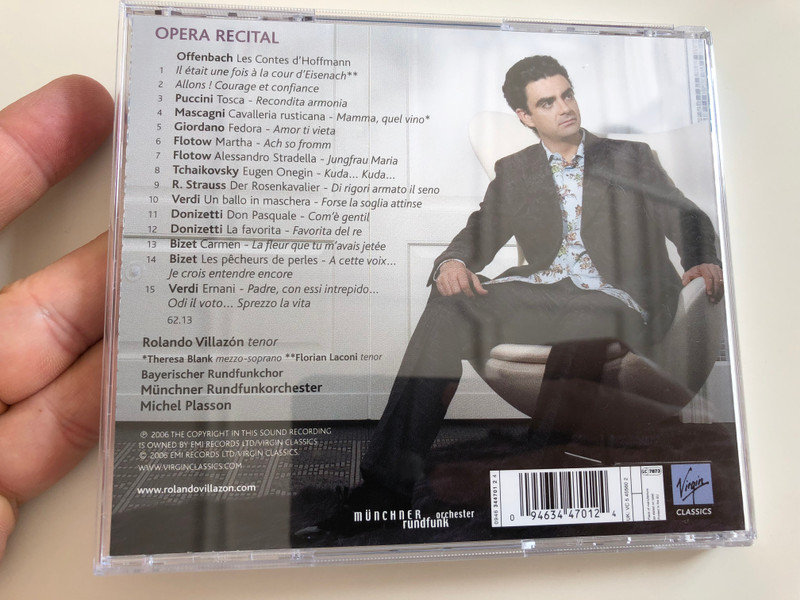 OPERA RECITAL
Offenbach Les Contes d'Hoffmann
1 Il était une fois à la cour d'Eisenach**
2 Allons ! Courage et confiance
3 Puccini Tosca - Recondita armonia
4 Mascagni Cavalleria rusticana - Mamma, quel vino*
5 Giordano Fedora - Amor ti vieta
6 Flotow Martha - Ach so fromm
7 Flotow Alessandro Stradella - Jungfrau Maria
8 Tchaikovsky Eugen Onegin - Kuda... Kuda...
9 R. Strauss Der Rosenkavalier - Di rigori armato il seno
10 Verdi Un ballo in maschera - Forse la soglia attinse
11 Donizetti Don Pasquale - Com'è gentil
12 Donizetti La favorita - Favorita del re
13 Bizet Carmen - La fleur que tu m'avais jetée
14 Bizet Les pêcheurs de perles - A cette voix...
Je crois entendre encore
15 Verdi Ernani - Padre, con essi intrepido...
Odi il voto... Sprezzo la vita
62.13
Rolando Villazón tenor
*Theresa Blank mezzo-soprano **Florian Laconi tenor
Bayerischer Rundfunkchor
Münchner Rundfunkorchester
Michel Plasson
℗ 2006 THE COPYRIGHT IN THIS SOUND RECORDING
IS OWNED BY EMI RECORDS LTD/VIRGIN CLASSICS
© 2006 EMI RECORDS LTD/VIRGIN CLASSICS.
WWW.VIRGINCLASSICS.COM
www.rolandovillazon.com
MÜNCHNER orchester
rundfunk
0946 344701 2 4
0 94634 47012 4
LC 7873
Virgin
CLASSICS